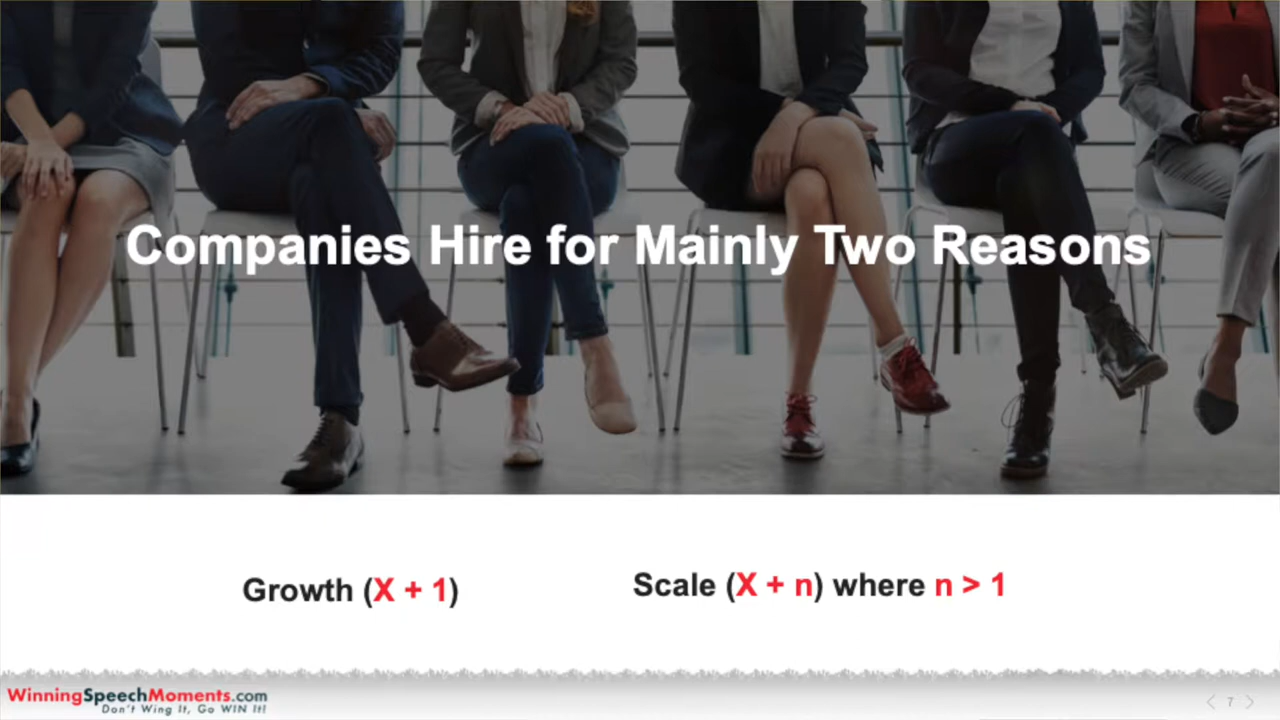 Companies Hire for Mainly Two Reasons
Growth (X + 1)
Scale (X + n) where n > 1
WinningSpeechMoments.com
Don't Wing It, Go WIN It!
7